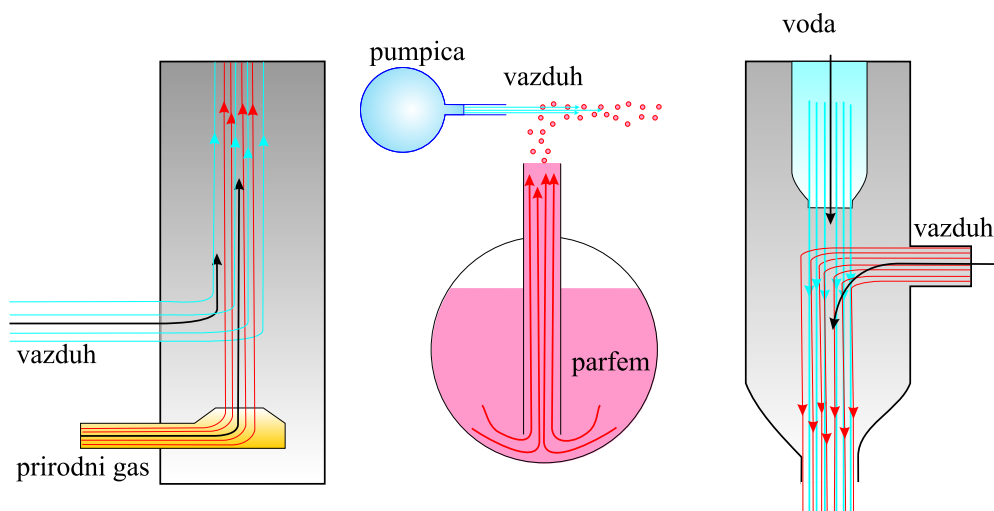 vazduh
prirodni gas
pumpica
vazduh
parfem
voda
vazduh